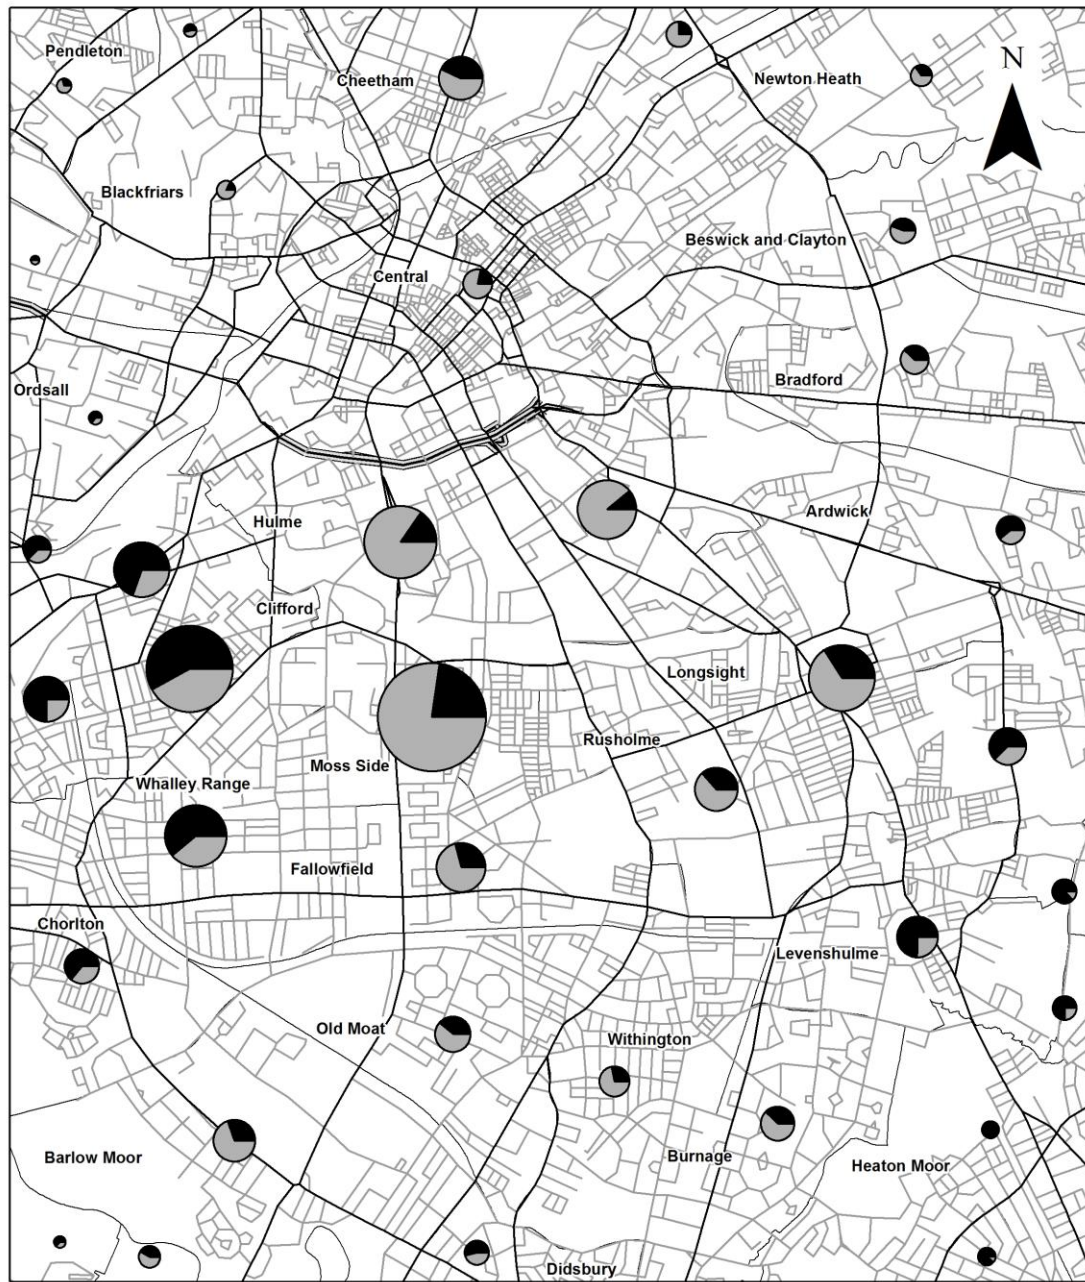 Pendleton
Cheetham
Newton Heath
N
Blackfriars
Beswick and Clayton
Central
Ordsall
Bradford
Hulme
Ardwick
Clifford
Longsight
Rusholme
Moss Side
Whalley Range
Fallowfield
Chorlton
Levenshulme
Old Moat
Withington
Barlow Moor
Burnage
Heaton Moor
Didsbury